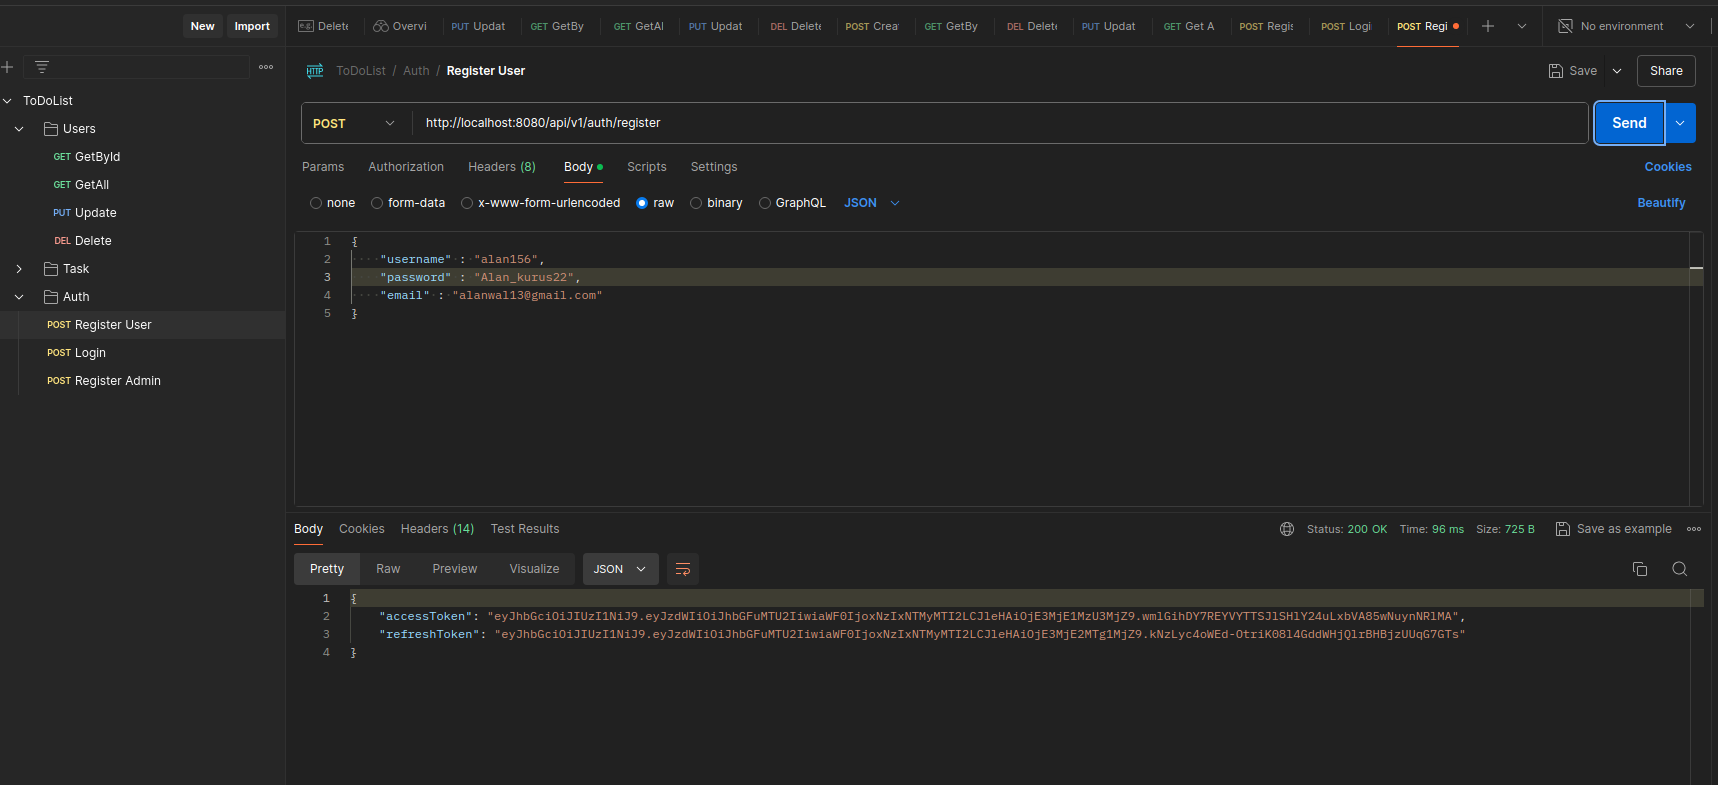 New Import
Delete Overvi PUT Updat GET GetBy GET GetAl PUT Updat DEL Delete POST Crea GET GetBy DEL Delete PUT Updat GET Get A POST Regis POST Logi POST Regi No environment
ToDoList / Auth / Register User
Save Share
ToDoList
Users
GET GetById
GET GetAll
PUT Update
DEL Delete
Task
Auth
POST Register User
POST Login
POST Register Admin
POST http://localhost:8080/api/v1/auth/register Send
Params Authorization Headers (8) Body Scripts Settings Cookies
none form-data x-www-form-urlencoded raw binary GraphQL JSON Beautify
1 {
2 "username" : "alan156",
3 "password" : "Alan_kurus22",
4 "email" : "alanwal13@gmail.com"
5 }
Body Cookies Headers (14) Test Results Status: 200 OK Time: 96 ms Size: 725 B Save as example
Pretty Raw Preview Visualize JSON
1 {
2 "accessToken": "eyJhbGciOiJIUzI1NiJ9.eyJzdWIiOiJhbGFuMTU2IiwiaWF0IjoxNzIxNTMyMTI2LCJleHAiOjE3MjE1MzU3MjZ9.wmlGihDY7REYVYTTSJlSHlY24uLxbVA85wNuynNRlMA",
3 "refreshToken": "eyJhbGciOiJIUzI1NiJ9.eyJzdWIiOiJhbGFuMTU2IiwiaWF0IjoxNzIxNTMyMTI2LCJleHAiOjE3MjE2MTg1MjZ9.kNzLyc4oWEd-OtriK08l4GddWHjQlrBHBjzUUqG7GTs"
4 }